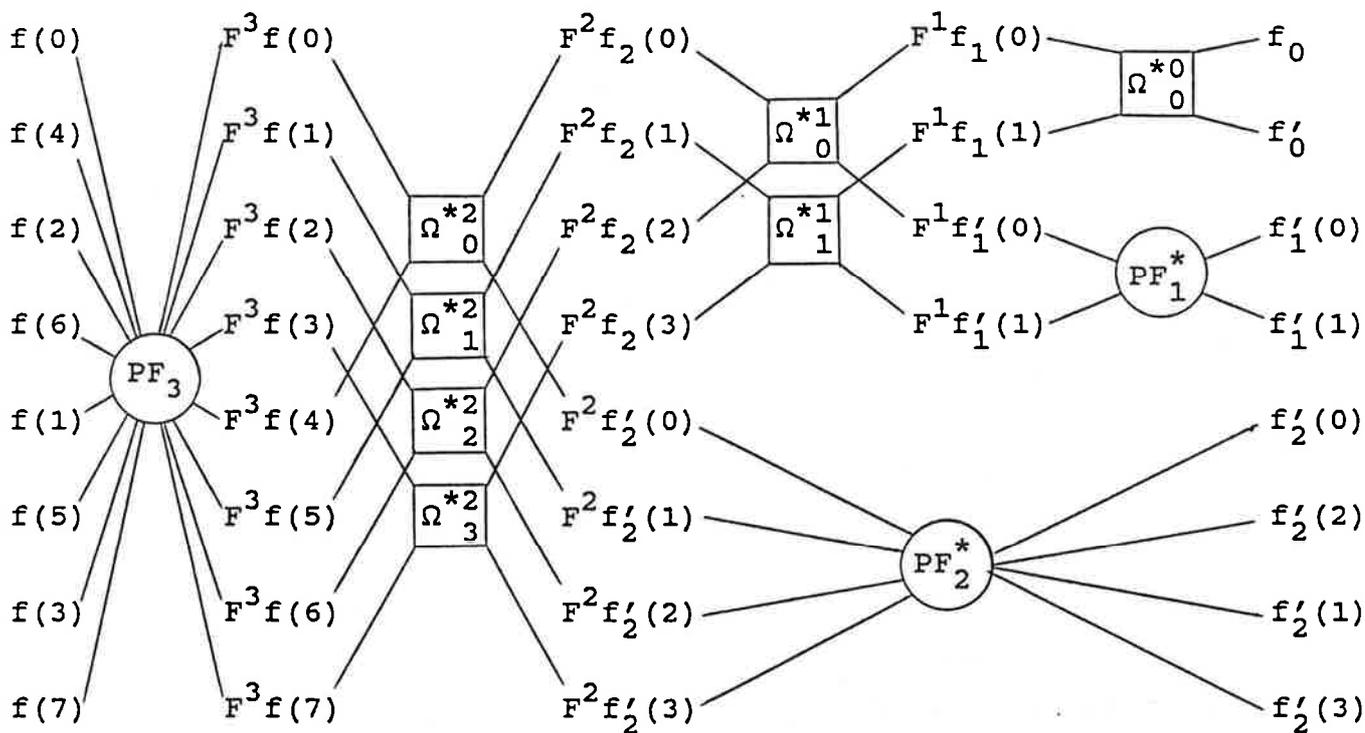 f(0) F³f(0) F²f₂(0) F¹f₁(0) Ω*⁰₀ f₀
f(4) F³f(1) F²f₂(1) Ω*¹₀ F¹f₁(1) f′₀
f(2) F³f(2) Ω*²₀ F²f₂(2) Ω*¹₁ F¹f′₁(0) PF*₁ f′₁(0)
f(6) F³f(3) Ω*²₁ F²f₂(3) F¹f′₁(1) f′₁(1)
PF₃
f(1) F³f(4) Ω*²₂ F²f′₂(0) f′₂(0)
f(5) F³f(5) Ω*²₃ F²f′₂(1) PF*₂ f′₂(2)
f(3) F³f(6) F²f′₂(2) f′₂(1)
f(7) F³f(7) F²f′₂(3) f′₂(3)